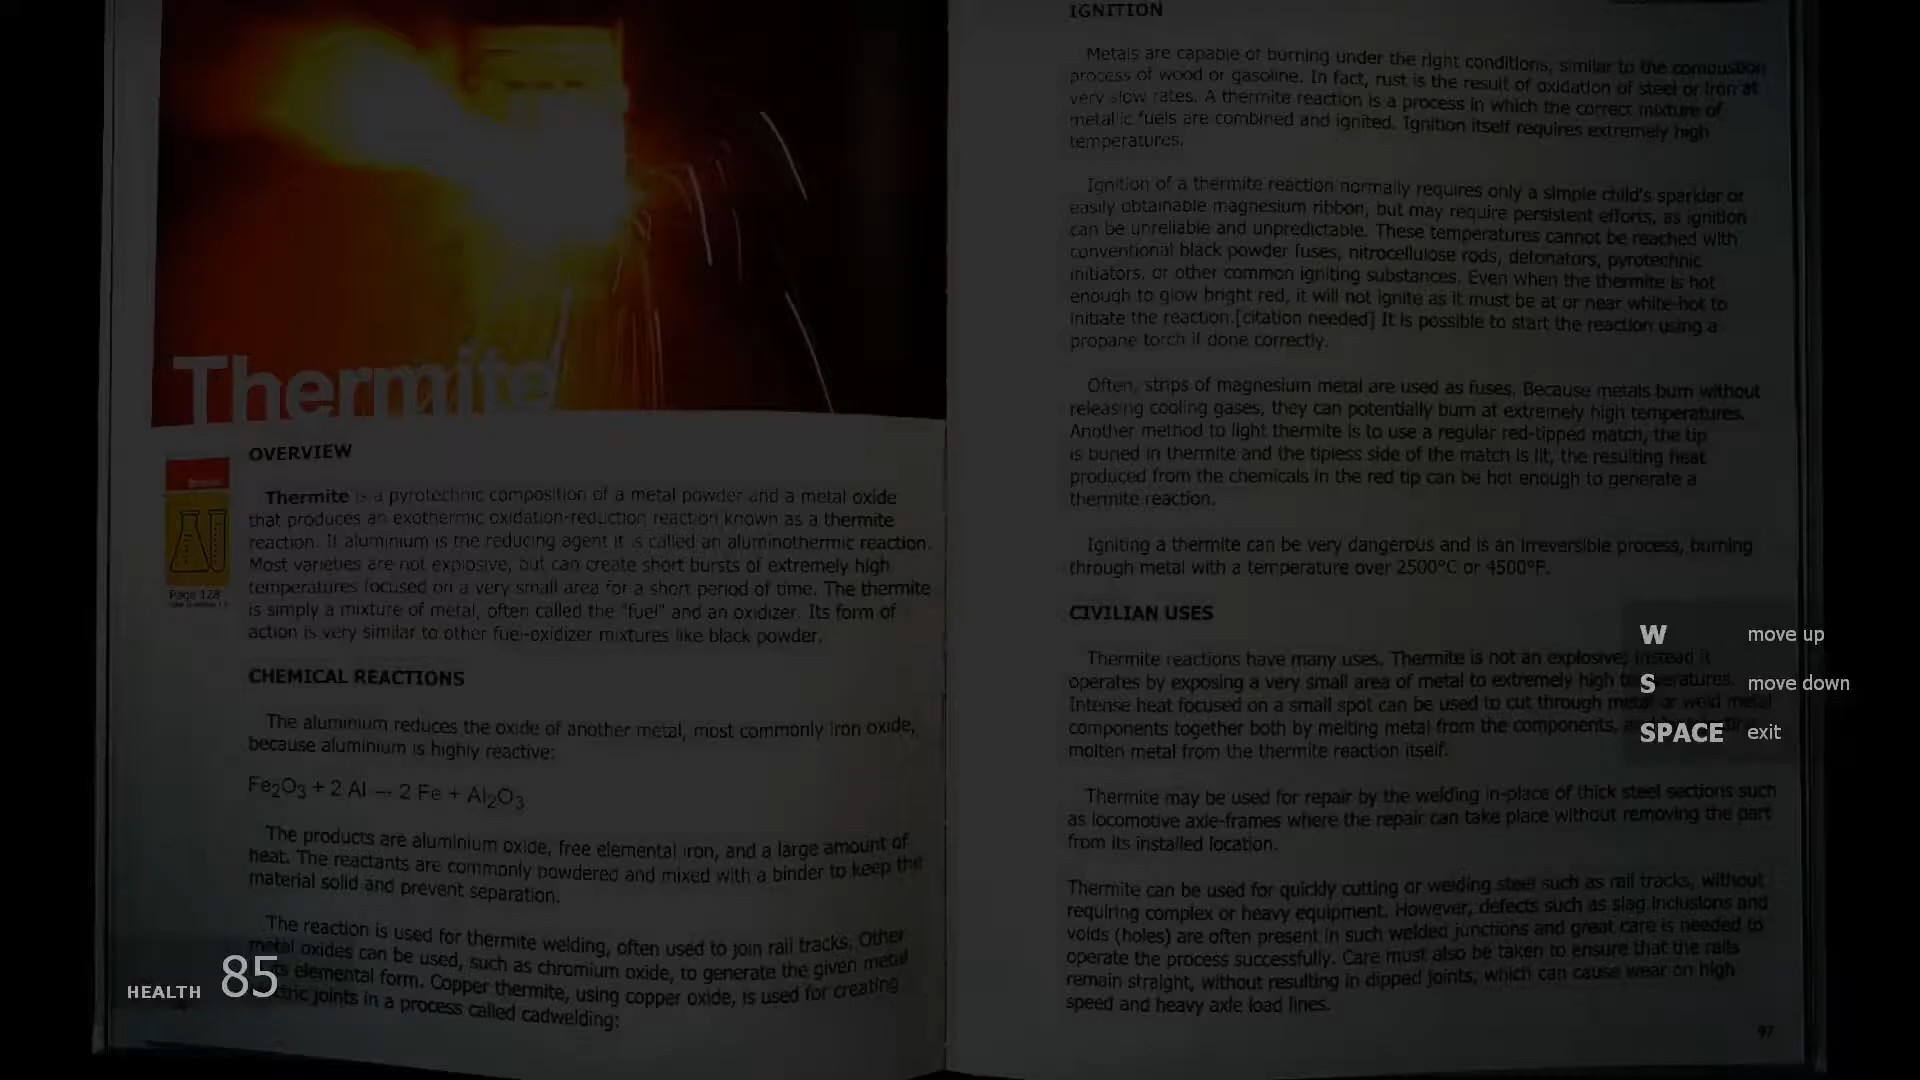 Thermite
OVERVIEW
Thermite is a pyrotechnic composition of a metal powder and a metal oxide
that produces an exothermic oxidation-reduction reaction known as a thermite
reaction. If aluminium is the reducing agent it is called an aluminothermic reaction.
Most varieties are not explosive, but can create short bursts of extremely high
temperatures focused on a very small area for a short period of time. The thermite
is simply a mixture of metal, often called the "fuel" and an oxidizer. Its form of
action is very similar to other fuel-oxidizer mixtures like black powder.
Page 128
CHEMICAL REACTIONS
The aluminium reduces the oxide of another metal, most commonly iron oxide,
because aluminium is highly reactive:
Fe2O3 + 2 Al → 2 Fe + Al2O3
The products are aluminium oxide, free elemental iron, and a large amount of
heat. The reactants are commonly powdered and mixed with a binder to keep the
material solid and prevent separation.
The reaction is used for thermite welding, often used to join rail tracks. Other
metal oxides can be used, such as chromium oxide, to generate the given metal
elemental form. Copper thermite, using copper oxide, is used for creating
joints in a process called cadwelding:
IGNITION
Metals are capable of burning under the right conditions, similar to the combustion
process of wood or gasoline. In fact, rust is the result of oxidation of steel or iron at
very slow rates. A thermite reaction is a process in which the correct mixture of
metallic fuels are combined and ignited. Ignition itself requires extremely high
temperatures.
Ignition of a thermite reaction normally requires only a simple child's sparkler or
easily obtainable magnesium ribbon, but may require persistent efforts, as ignition
can be unreliable and unpredictable. These temperatures cannot be reached with
conventional black powder fuses, nitrocellulose rods, detonators, pyrotechnic
initiators, or other common igniting substances. Even when the thermite is hot
enough to glow bright red, it will not ignite as it must be at or near white-hot to
initiate the reaction.[citation needed] It is possible to start the reaction using a
propane torch if done correctly.
Often, strips of magnesium metal are used as fuses. Because metals burn without
releasing cooling gases, they can potentially burn at extremely high temperatures.
Another method to light thermite is to use a regular red-tipped match, the tip
is buried in thermite and the tipless side of the match is lit, the resulting heat
produced from the chemicals in the red tip can be hot enough to generate a
thermite reaction.
Igniting a thermite can be very dangerous and is an irreversible process, burning
through metal with a temperature over 2500°C or 4500°F.
CIVILIAN USES
Thermite reactions have many uses. Thermite is not an explosive; instead it
operates by exposing a very small area of metal to extremely high temperatures.
Intense heat focused on a small spot can be used to cut through metal or weld metal
components together both by melting metal from the components,
molten metal from the thermite reaction itself.
Thermite may be used for repair by the welding in-place of thick steel sections such
as locomotive axle-frames where the repair can take place without removing the part
from its installed location.
Thermite can be used for quickly cutting or welding steel such as rail tracks, without
requiring complex or heavy equipment. However, defects such as slag inclusions and
voids (holes) are often present in such welded junctions and great care is needed to
operate the process successfully. Care must also be taken to ensure that the rails
remain straight, without resulting in dipped joints, which can cause wear on high
speed and heavy axle load lines.
97
W move up
S move down
SPACE exit
HEALTH 85